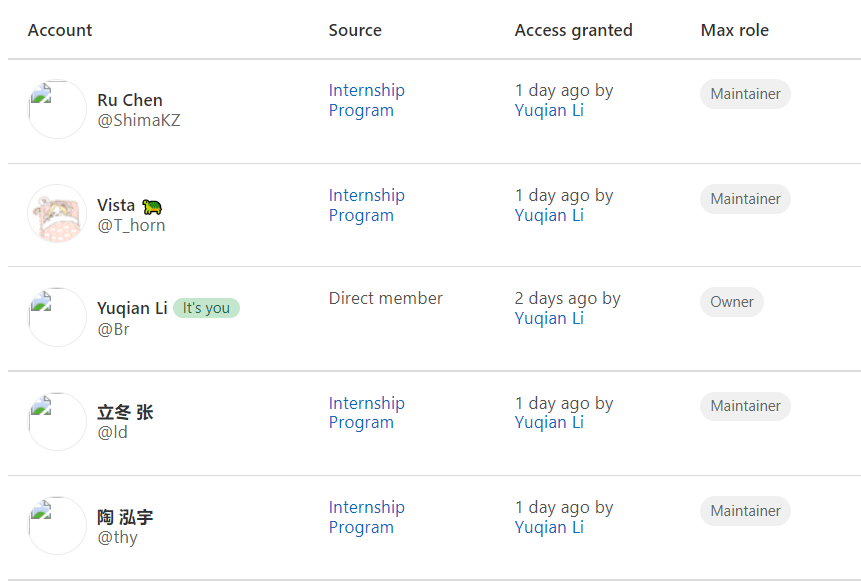 Account Source Access granted Max role
Ru Chen
@ShimaKZ
Internship
Program
1 day ago by
Yuqian Li
Maintainer
Vista 🐢
@T_horn
Internship
Program
1 day ago by
Yuqian Li
Maintainer
Yuqian Li It's you
@Br
Direct member
2 days ago by
Yuqian Li
Owner
立冬 张
@ld
Internship
Program
1 day ago by
Yuqian Li
Maintainer
陶 泓宇
@thy
Internship
Program
1 day ago by
Yuqian Li
Maintainer